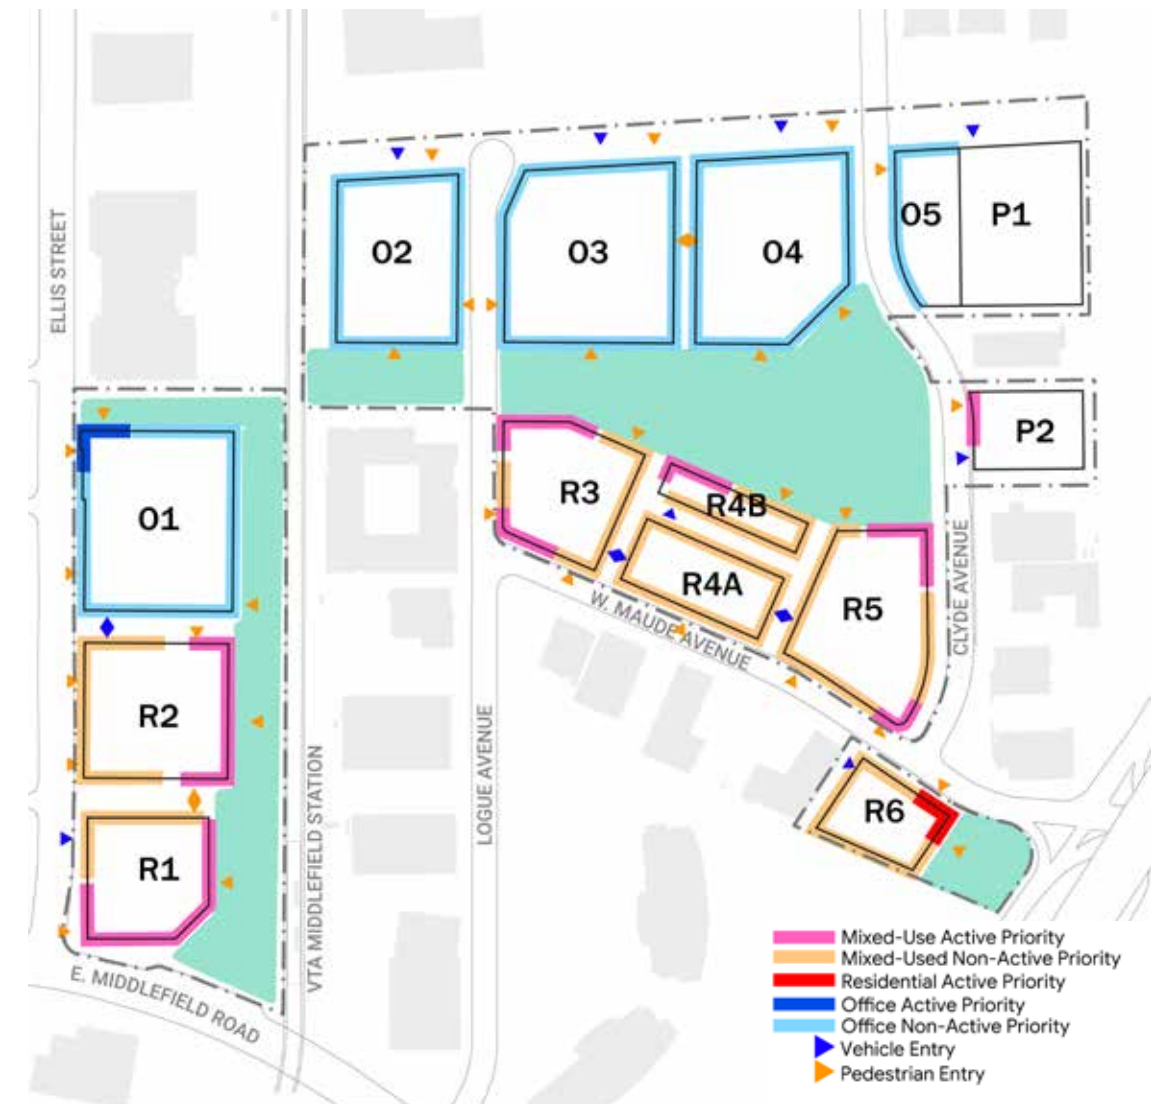 ELLIS STREET
O2
O3
O4
O5
P1
P2
O1
R3
R4B
R4A
R5
W. MAUDE AVENUE
CLYDE AVENUE
R2
R1
LOGUE AVENUE
VTA MIDDLEFIELD STATION
R6
E. MIDDLEFIELD ROAD
Mixed-Use Active Priority
Mixed-Used Non-Active Priority
Residential Active Priority
Office Active Priority
Office Non-Active Priority
Vehicle Entry
Pedestrian Entry